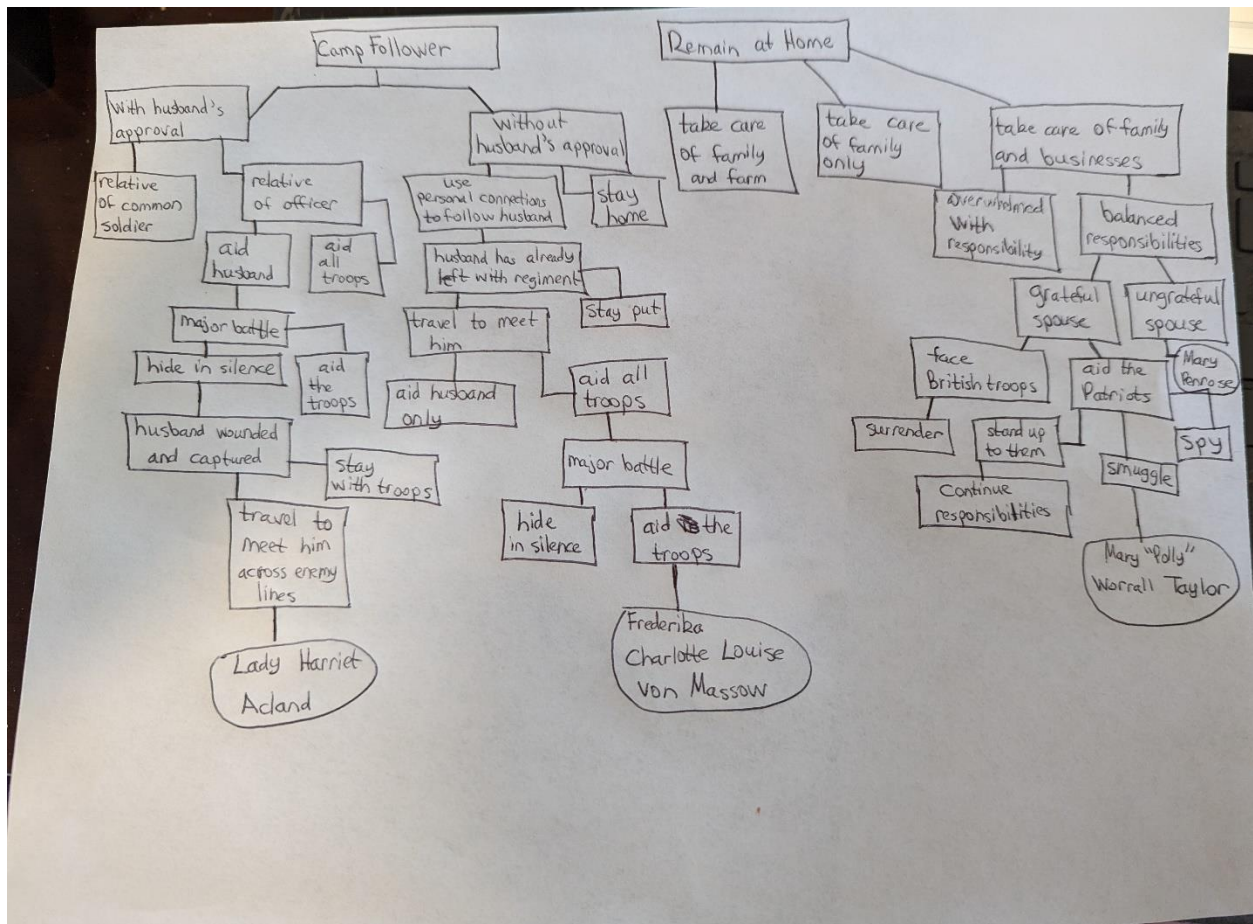 Camp Follower
With husband's
approval
relative
of common
soldier
relative
of officer
aid
husband
aid
all
troops
major battle
hide in silence
aid
the
troops
husband wounded
and captured
stay
with troops
travel to
meet him
across enemy
lines
Lady Harriet
Acland
without
husband's approval
use
personal connections
to follow husband
stay
home
husband has already
left with regiment
stay put
travel to meet
him
aid husband
only
aid all
troops
major battle
hide
in silence
aid the
troops
Frederika
Charlotte Louise
von Massow
Remain at Home
take care
of family
and farm
take care
of family
only
take care of family
and businesses
overwhelmed
with
responsibility
balanced
responsibilities
grateful
spouse
ungrateful
spouse
Mary
Penrose
face
British troops
surrender
stand up
to them
Continue
responsibilities
aid the
Patriots
spy
smuggle
Mary "Polly"
Worrall Taylor